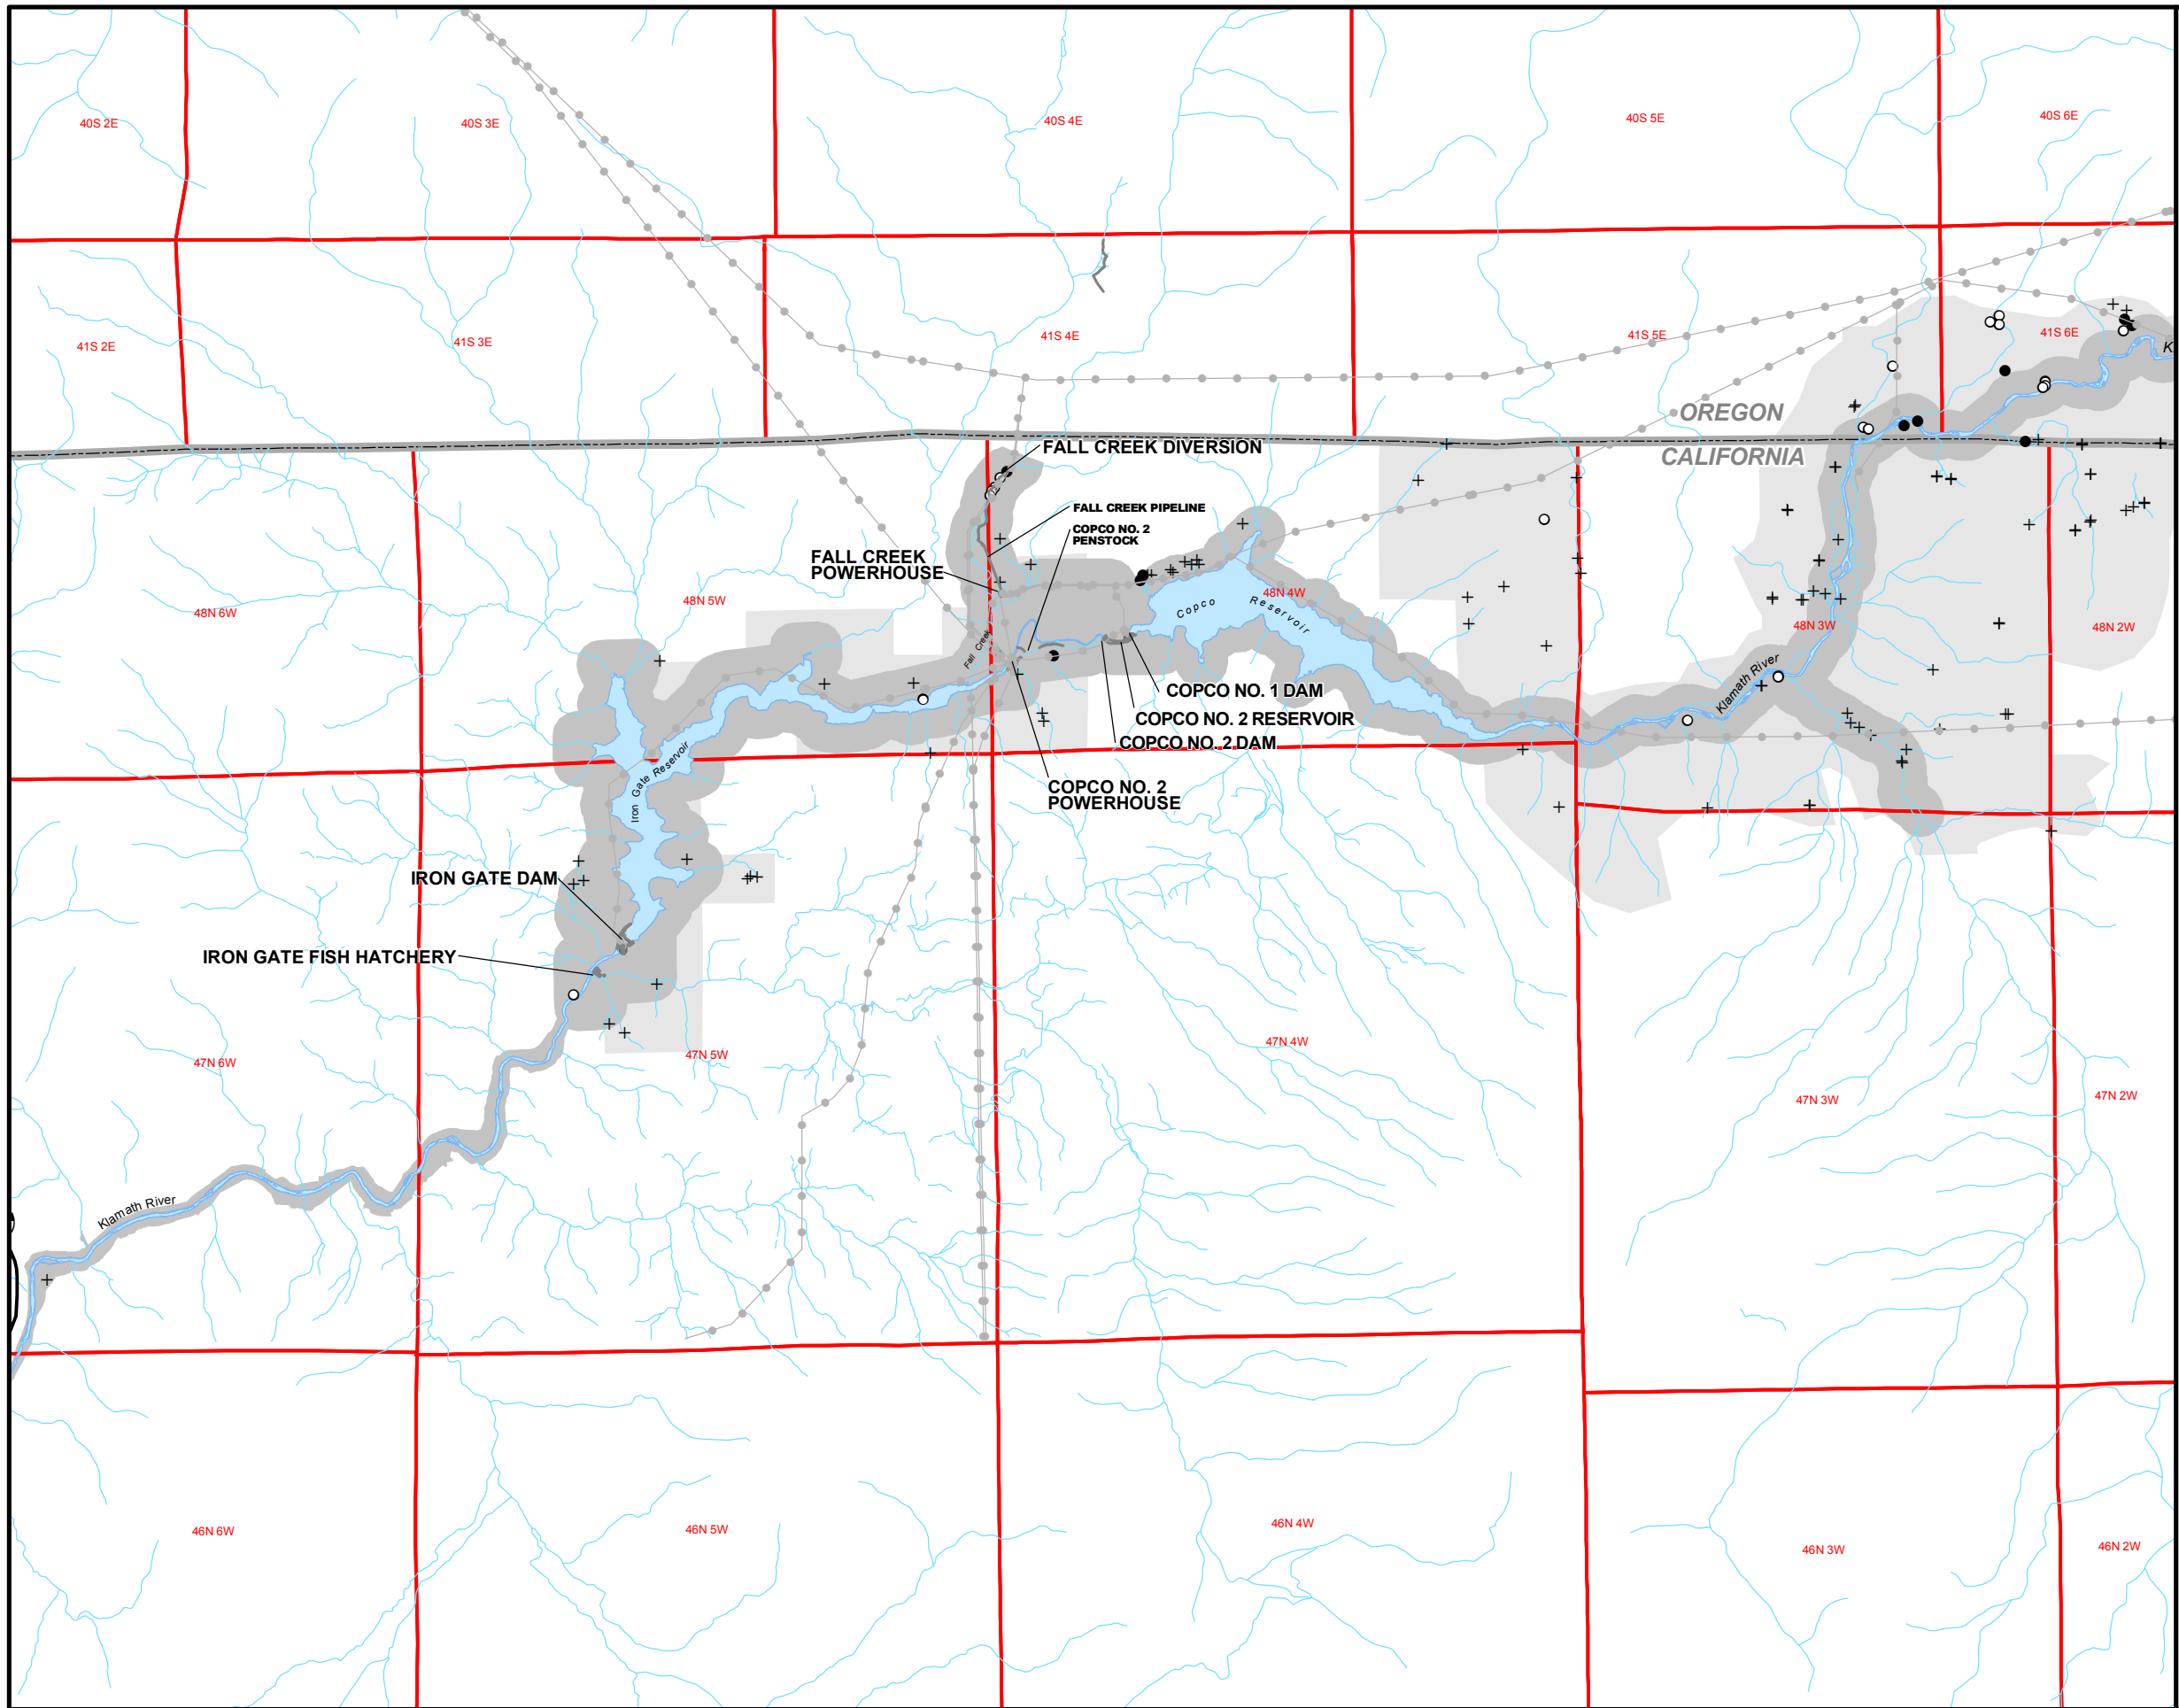 40S 2E
40S 3E
40S 4E
40S 5E
40S 6E
41S 2E
41S 3E
41S 4E
41S 5E
41S 6E
K
OREGON
CALIFORNIA
FALL CREEK DIVERSION
FALL CREEK PIPELINE
COPCO NO. 2
PENSTOCK
FALL CREEK
POWERHOUSE
48N 6W
48N 5W
48N 4W
48N 3W
48N 2W
Copco Reservoir
Fall Creek
Klamath River
COPCO NO. 1 DAM
COPCO NO. 2 RESERVOIR
COPCO NO. 2 DAM
COPCO NO. 2
POWERHOUSE
Iron Gate Reservoir
IRON GATE DAM
IRON GATE FISH HATCHERY
47N 6W
47N 5W
47N 4W
47N 3W
47N 2W
Klamath River
46N 6W
46N 5W
46N 4W
46N 3W
46N 2W